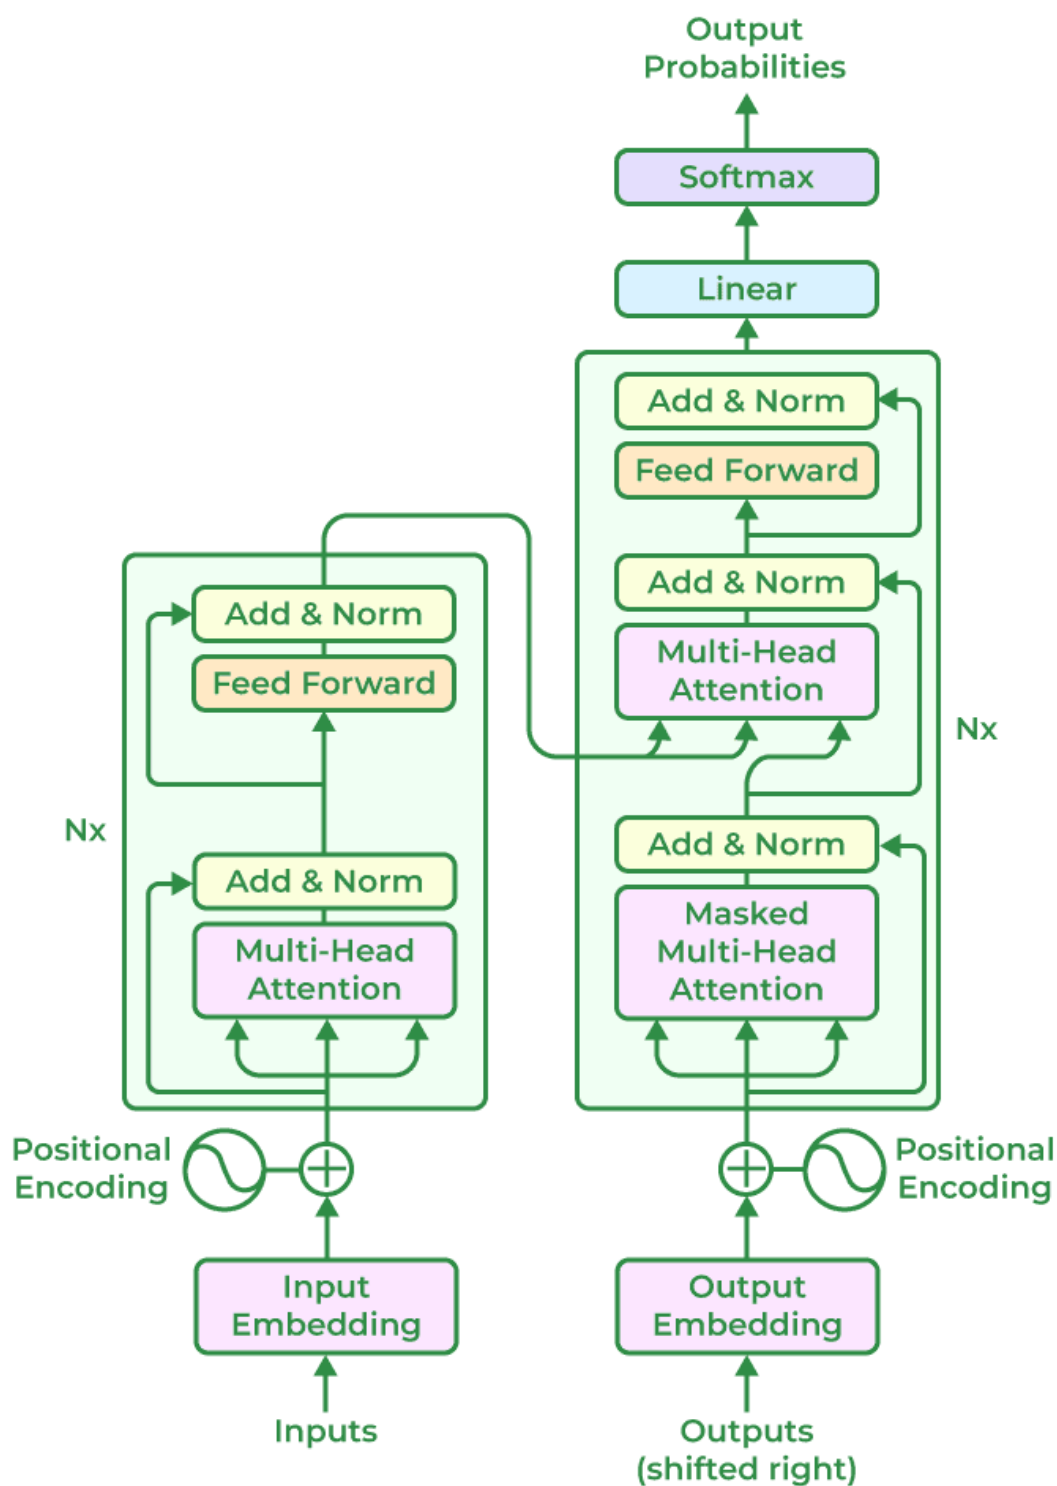 Output
Probabilities
Softmax
Linear
Add & Norm
Feed Forward
Add & Norm
Multi-Head
Attention
Nx
Add & Norm
Masked
Multi-Head
Attention
Positional
Encoding
Output
Embedding
Outputs
(shifted right)
Add & Norm
Feed Forward
Nx
Add & Norm
Multi-Head
Attention
Positional
Encoding
Input
Embedding
Inputs